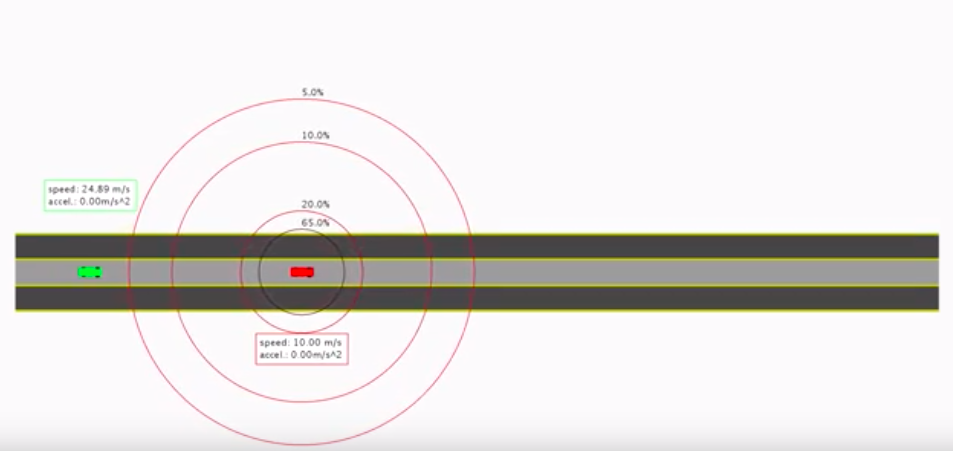 5.0%
10.0%
speed: 24.89 m/s
accel.: 0.00m/s^2
20.0%
65.0%
speed: 10.00 m/s
accel.: 0.00m/s^2